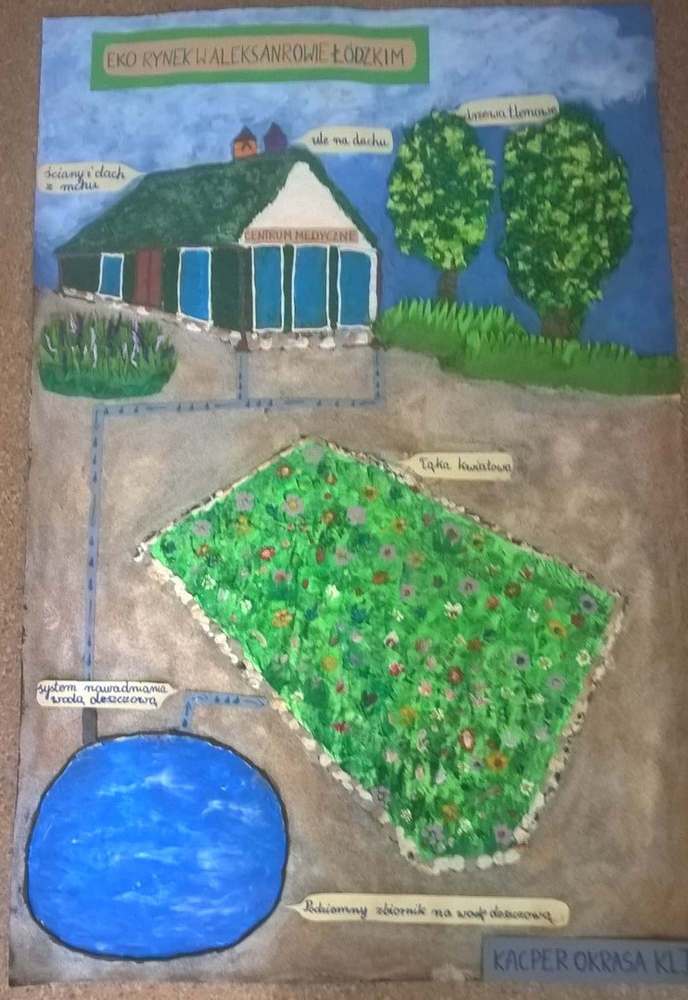 EKO RYNEK W ALEKSANROWIE ŁÓDZKIM
drzewa tlenowe
ule na dachu
ściany i dach
z mchu
CENTRUM MEDYCZNE
Łąka kwiatowa
system nawadniania
wodą deszczową
Podziemny zbiornik na wodę deszczową
KACPER OKRASA KL